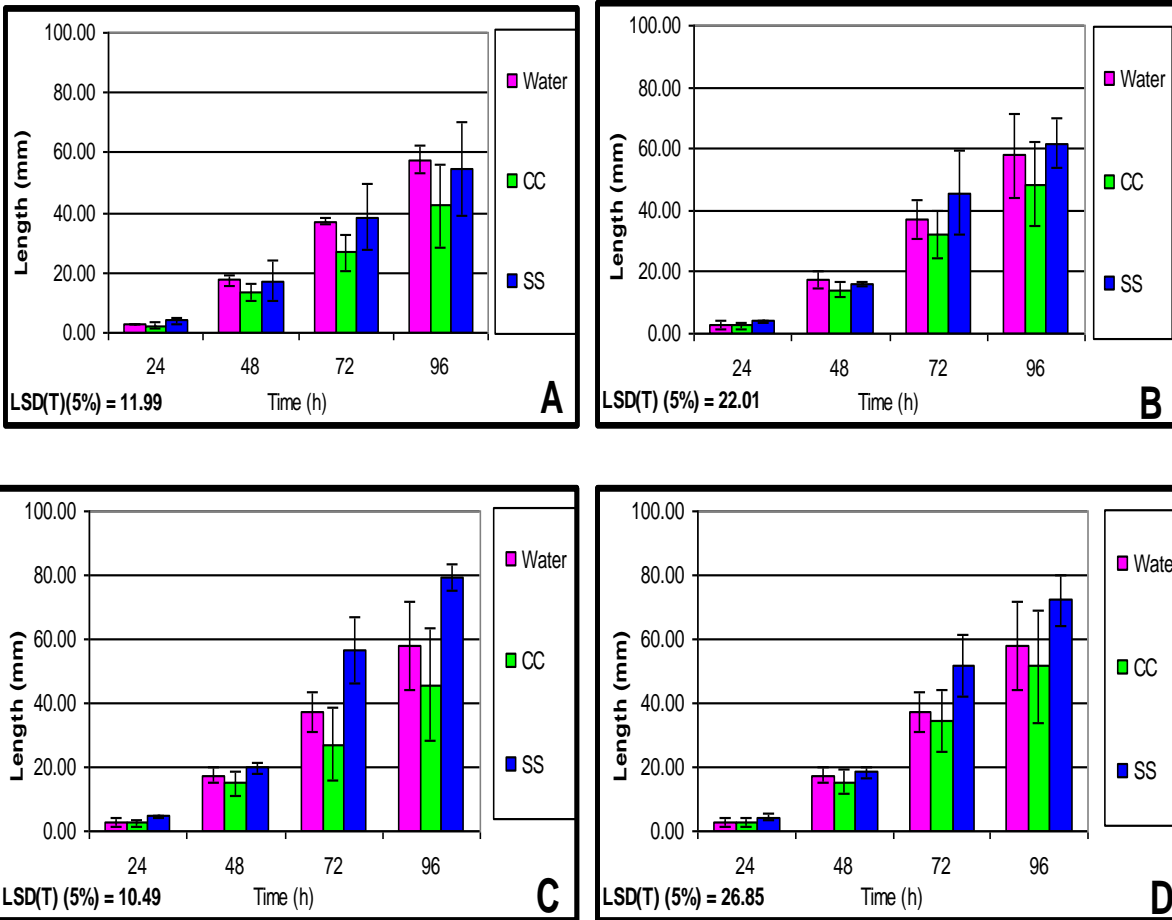 100.00
80.00
60.00
40.00
20.00
0.00
Length (mm)
24 48 72 96
Time (h)
LSD(T)(5%) = 11.99
A
Water
CC
SS
100.00
80.00
60.00
40.00
20.00
0.00
Length (mm)
24 48 72 96
Time (h)
LSD(T) (5%) = 22.01
B
Water
CC
SS
100.00
80.00
60.00
40.00
20.00
0.00
Length (mm)
24 48 72 96
Time (h)
LSD(T) (5%) = 10.49
C
Water
CC
SS
100.00
80.00
60.00
40.00
20.00
0.00
Length (mm)
24 48 72 96
Time (h)
LSD(T) (5%) = 26.85
D
Wate
CC
SS